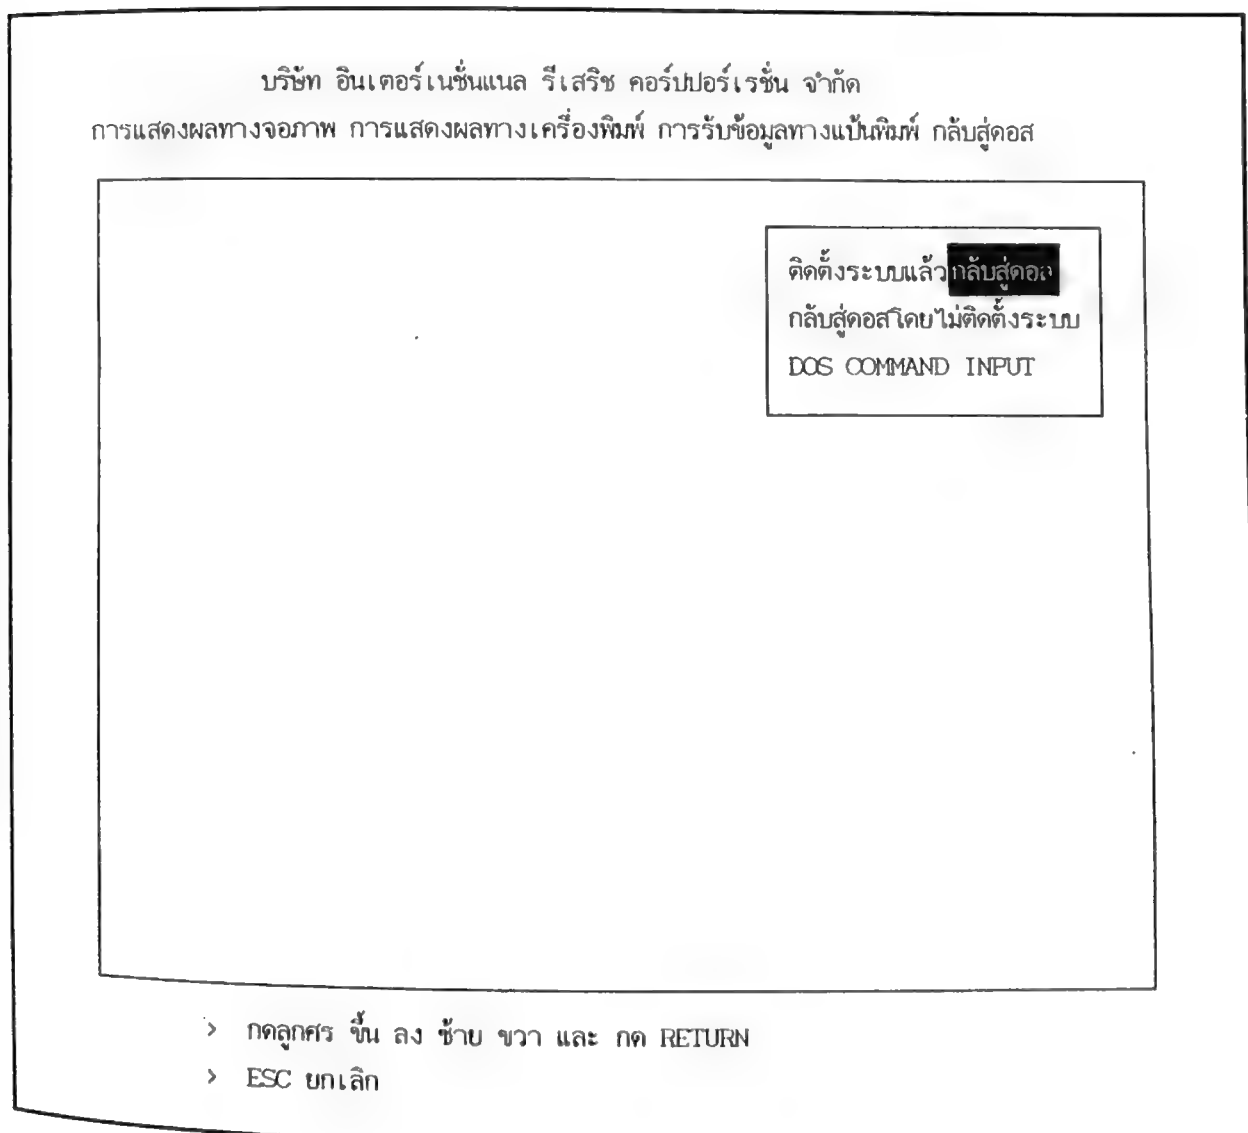 บริษัท อินเตอร์เนชั่นแนล รีเสริช คอร์ปปอร์เรชั่น จำกัด
การแสดงผลทางจอภาพ การแสดงผลทางเครื่องพิมพ์ การรับข้อมูลทางแป้นพิมพ์ กลับสู่ดอส
ติดตั้งระบบแล้วกลับสู่ดอส
กลับสู่ดอสโดยไม่ติดตั้งระบบ
DOS COMMAND INPUT
> กดลูกศร ขึ้น ลง ซ้าย ขวา และ กด RETURN
> ESC ยกเลิก